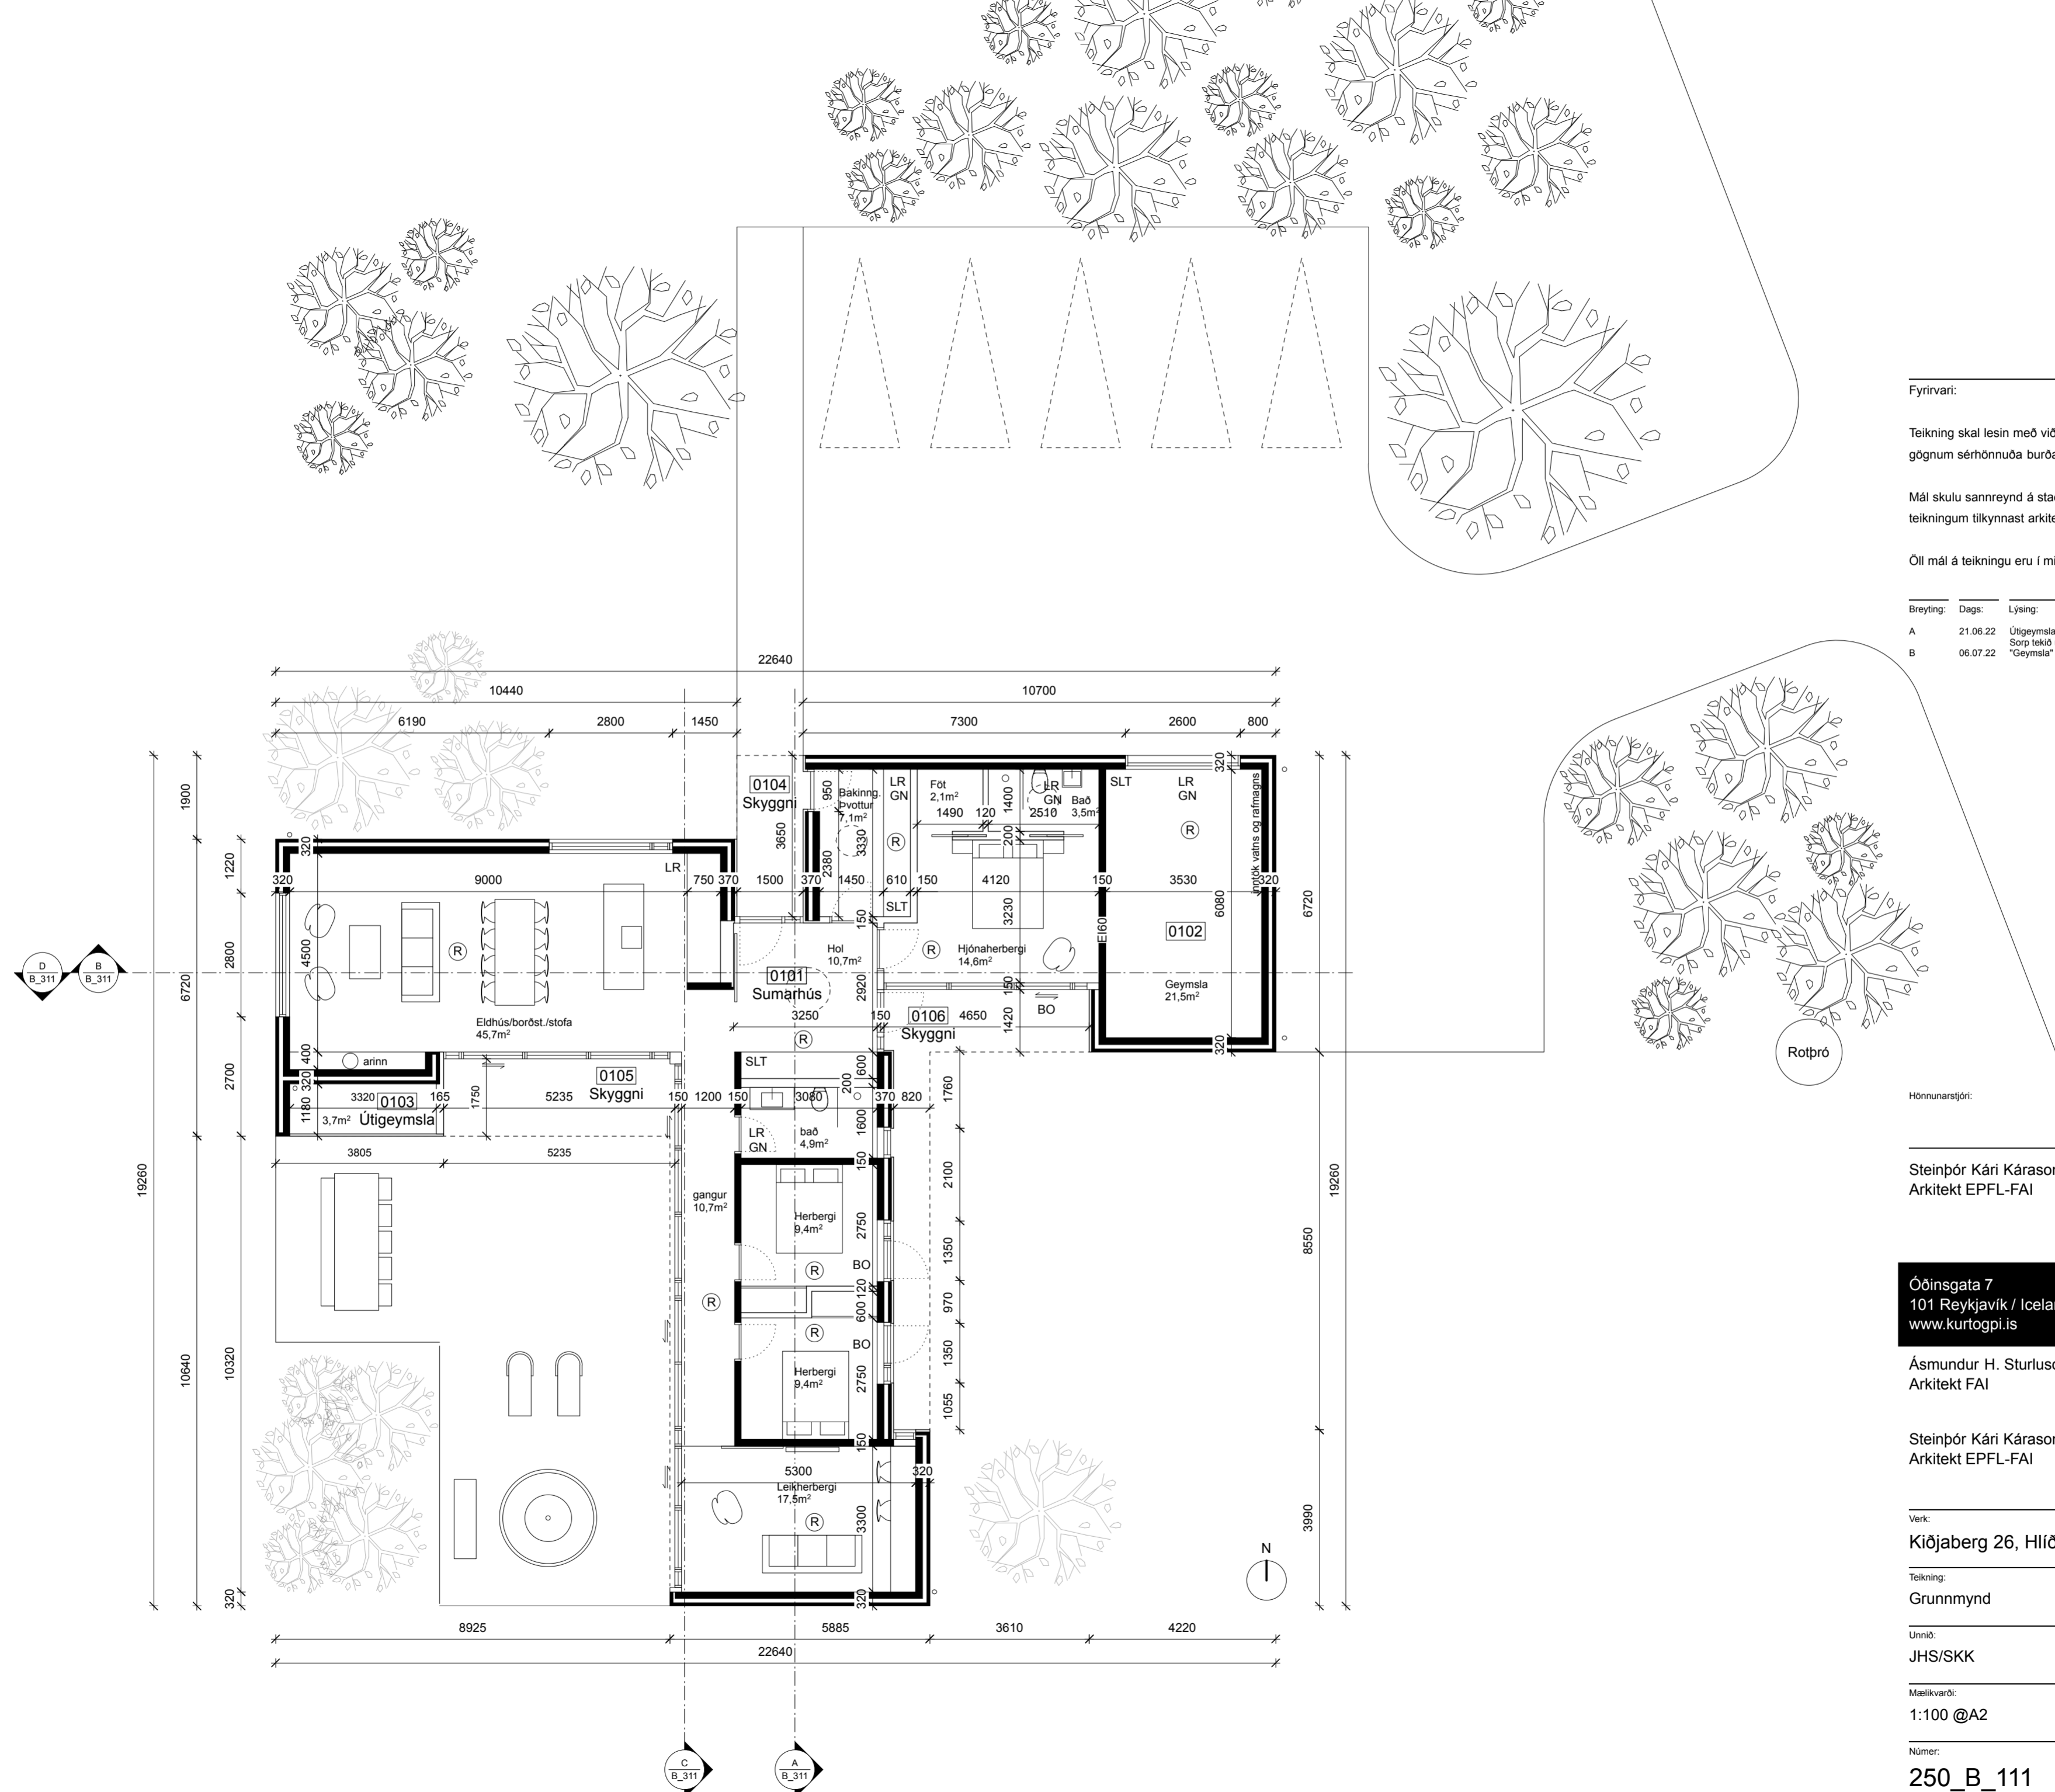 Fyrirvari:
Teikning skal lesin með
gögnum sérhönnuða
Mál skulu sannreynd á
teikningum tilkynnast
Öll mál á teikningu eru í
Breyting: Dags: Lýsing:
A 21.06.22 Útigeymsla
Sorp tekið
B 06.07.22 "Geymsla"
22640
10440
10700
6190
2800
1450
7300
2600
800
19260
1900
6720
10640
1220
2800
2700
10320
320
0104
Skyggni
3650
950
2380
Bakinng.
Þvottur
7,1m²
3330
LR
GN
R
Föt
2,1m²
1490
120
1400
LR
GN
2510
Bað
3,5m²
200
SLT
LR
GN
R
inntök vatns og rafmagns
320
320
LR
320
9000
750
370
1500
370
1450
610
150
4120
150
3530
320
SLT
150
3230
EI60
6080
6720
0102
4500
R
Hol
10,7m²
R
Hjónaherbergi
14,6m²
D
B_311
B
B_311
0101
Sumarhús
2920
150
Geymsla
21,5m²
BO
3250
150
0106
Skyggni
4650
1420
Eldhús/borðst./stofa
45,7m²
R
320
400
arinn
320
1180
3320
165
0103
3,7m² Útigeymsla
1750
5235
0105
Skyggni
SLT
600
200
150
1200
150
3080
370
820
1760
3805
5235
LR
GN
bað
4,9m²
1600
150
2100
gangur
10,7m²
Herbergi
9,4m²
2750
R
BO
1350
120
600
970
R
R
BO
1350
Herbergi
9,4m²
2750
1055
150
5300
320
Leikherbergi
17,5m²
R
3300
320
19260
8550
3990
N
8925
5885
3610
4220
22640
C
B_311
A
B_311
Rotþró
Hönnunarstjóri:
Steinþór Kári
Arkitekt EPFL-FAI
Óðinsgata 7
101 Reykjavík /
www.kurtogpi.is
Ásmundur H.
Arkitekt FAI
Steinþór Kári
Arkitekt EPFL-FAI
Verk:
Kiðjaberg 26,
Teikning:
Grunnmynd
Unnið:
JHS/SKK
Mælikvarði:
1:100 @A2
Númer:
250_B_111